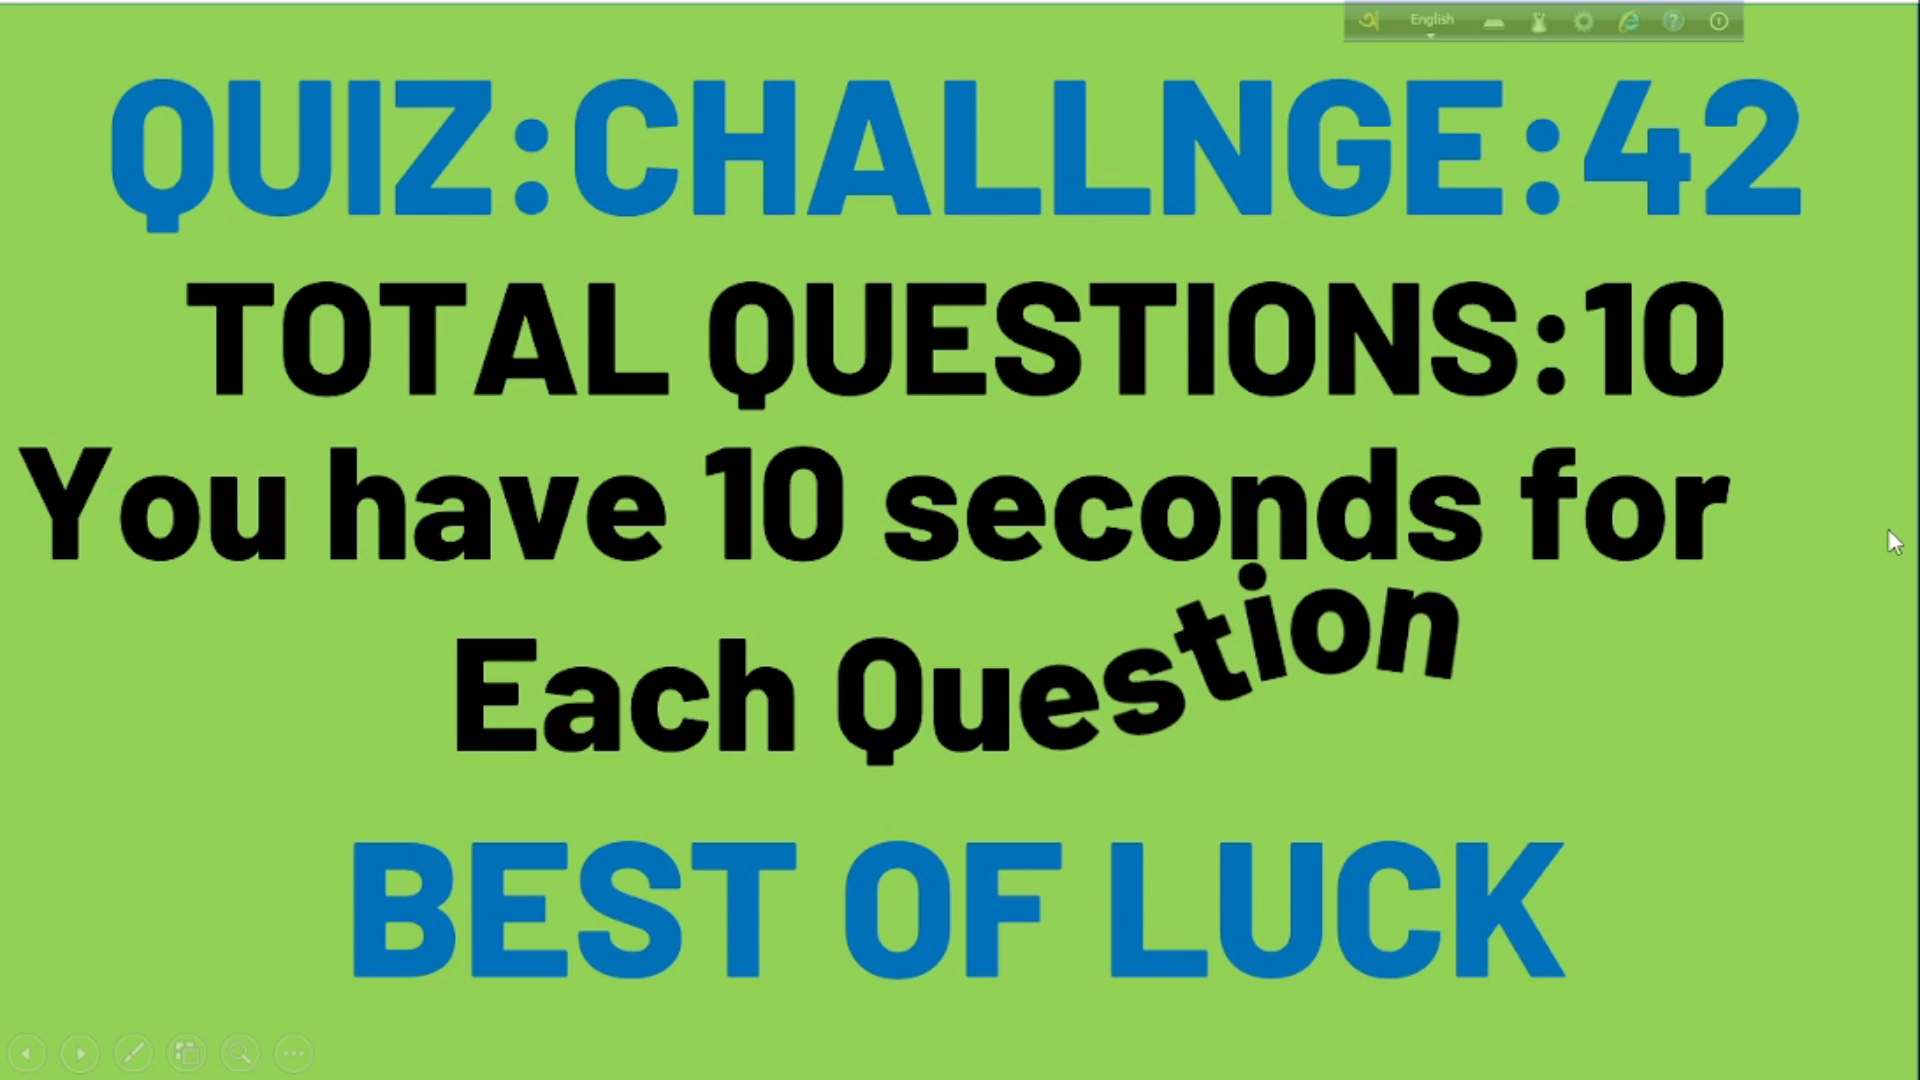 English
QUIZ:CHALLNGE:42
TOTAL QUESTIONS:10
You have 10 seconds for
Each Question
BEST OF LUCK